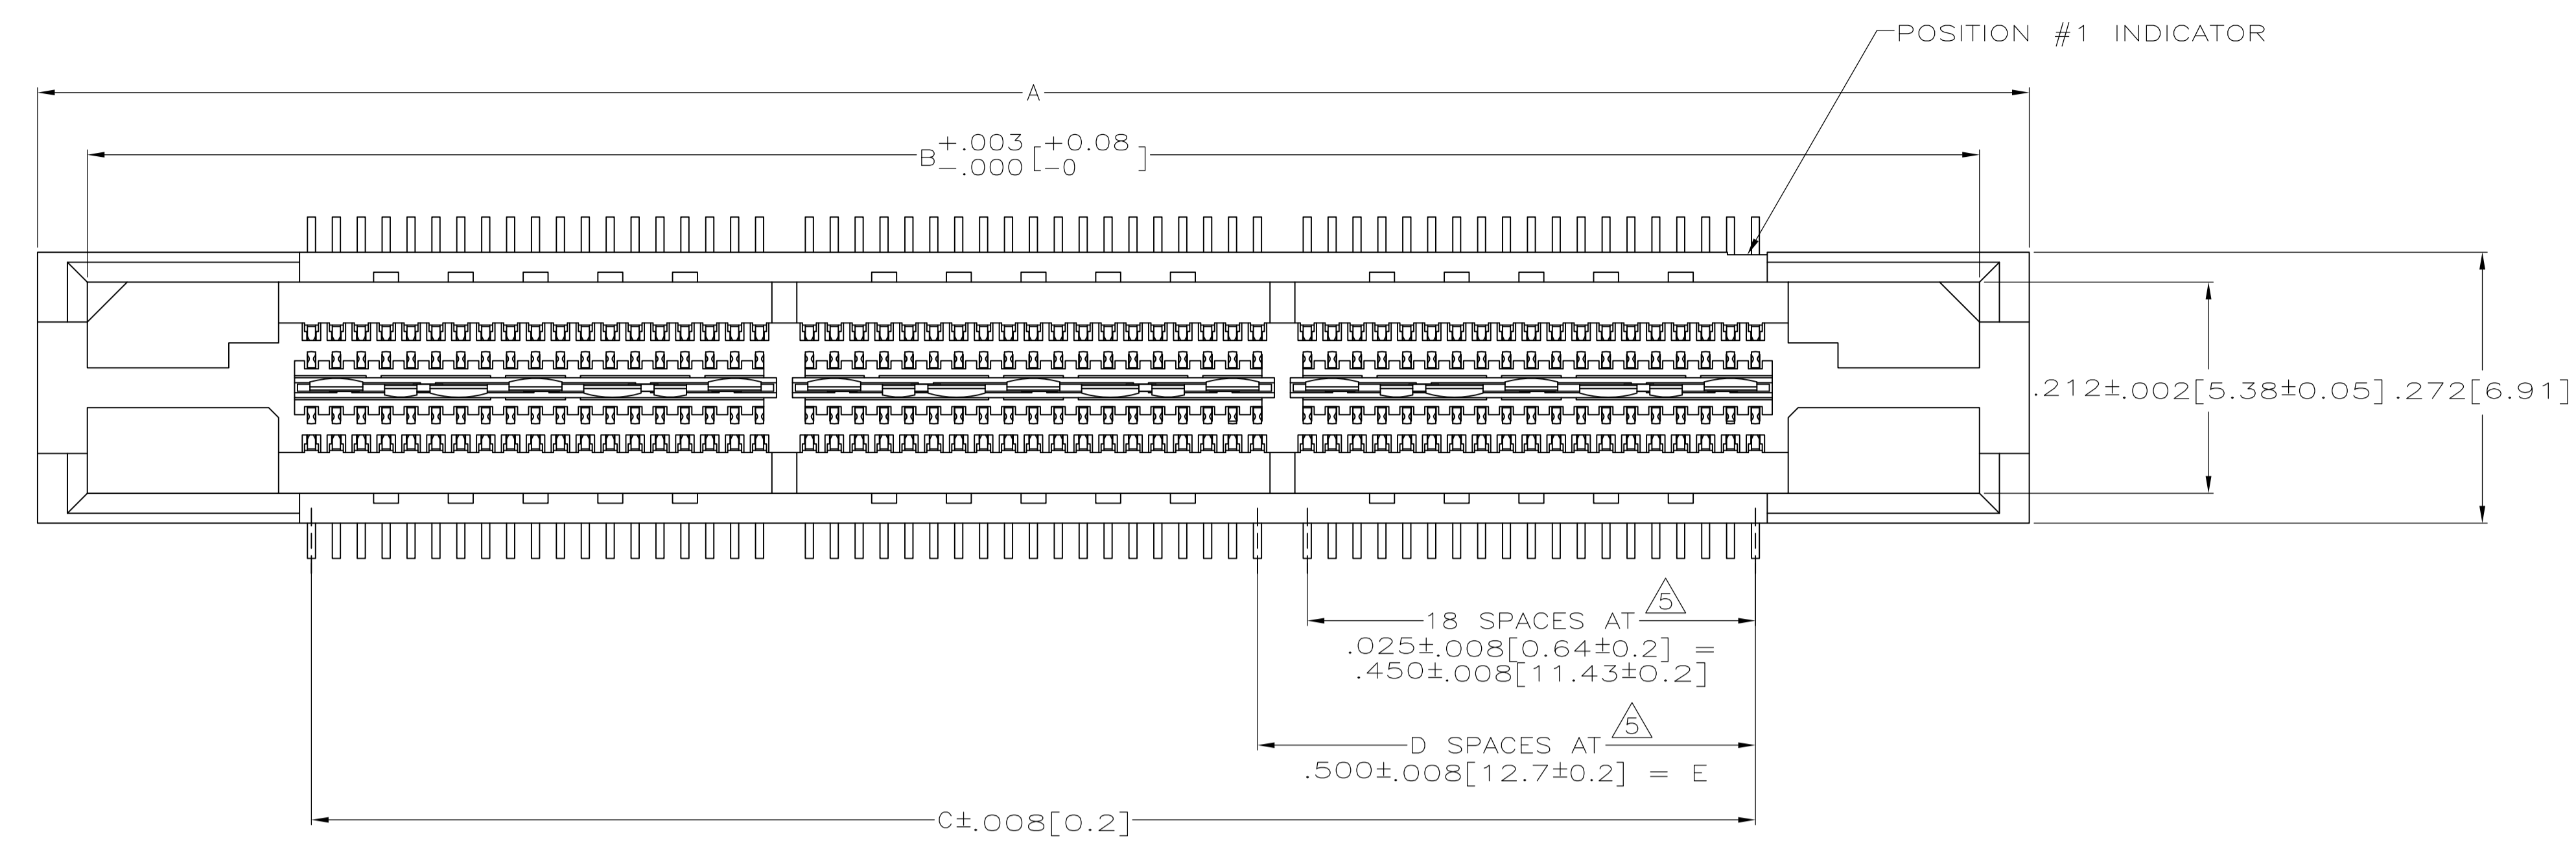 POSITION #1 INDICATOR
A
B +.003 [+0.08
-.000 [-0 ]
.212±.002[5.38±0.05]
.272[6.91]
5
18 SPACES AT
.025±.008[0.64±0.2] =
.450±.008[11.43±0.2]
5
D SPACES AT
.500±.008[12.7±0.2] = E
C±.008[0.2]